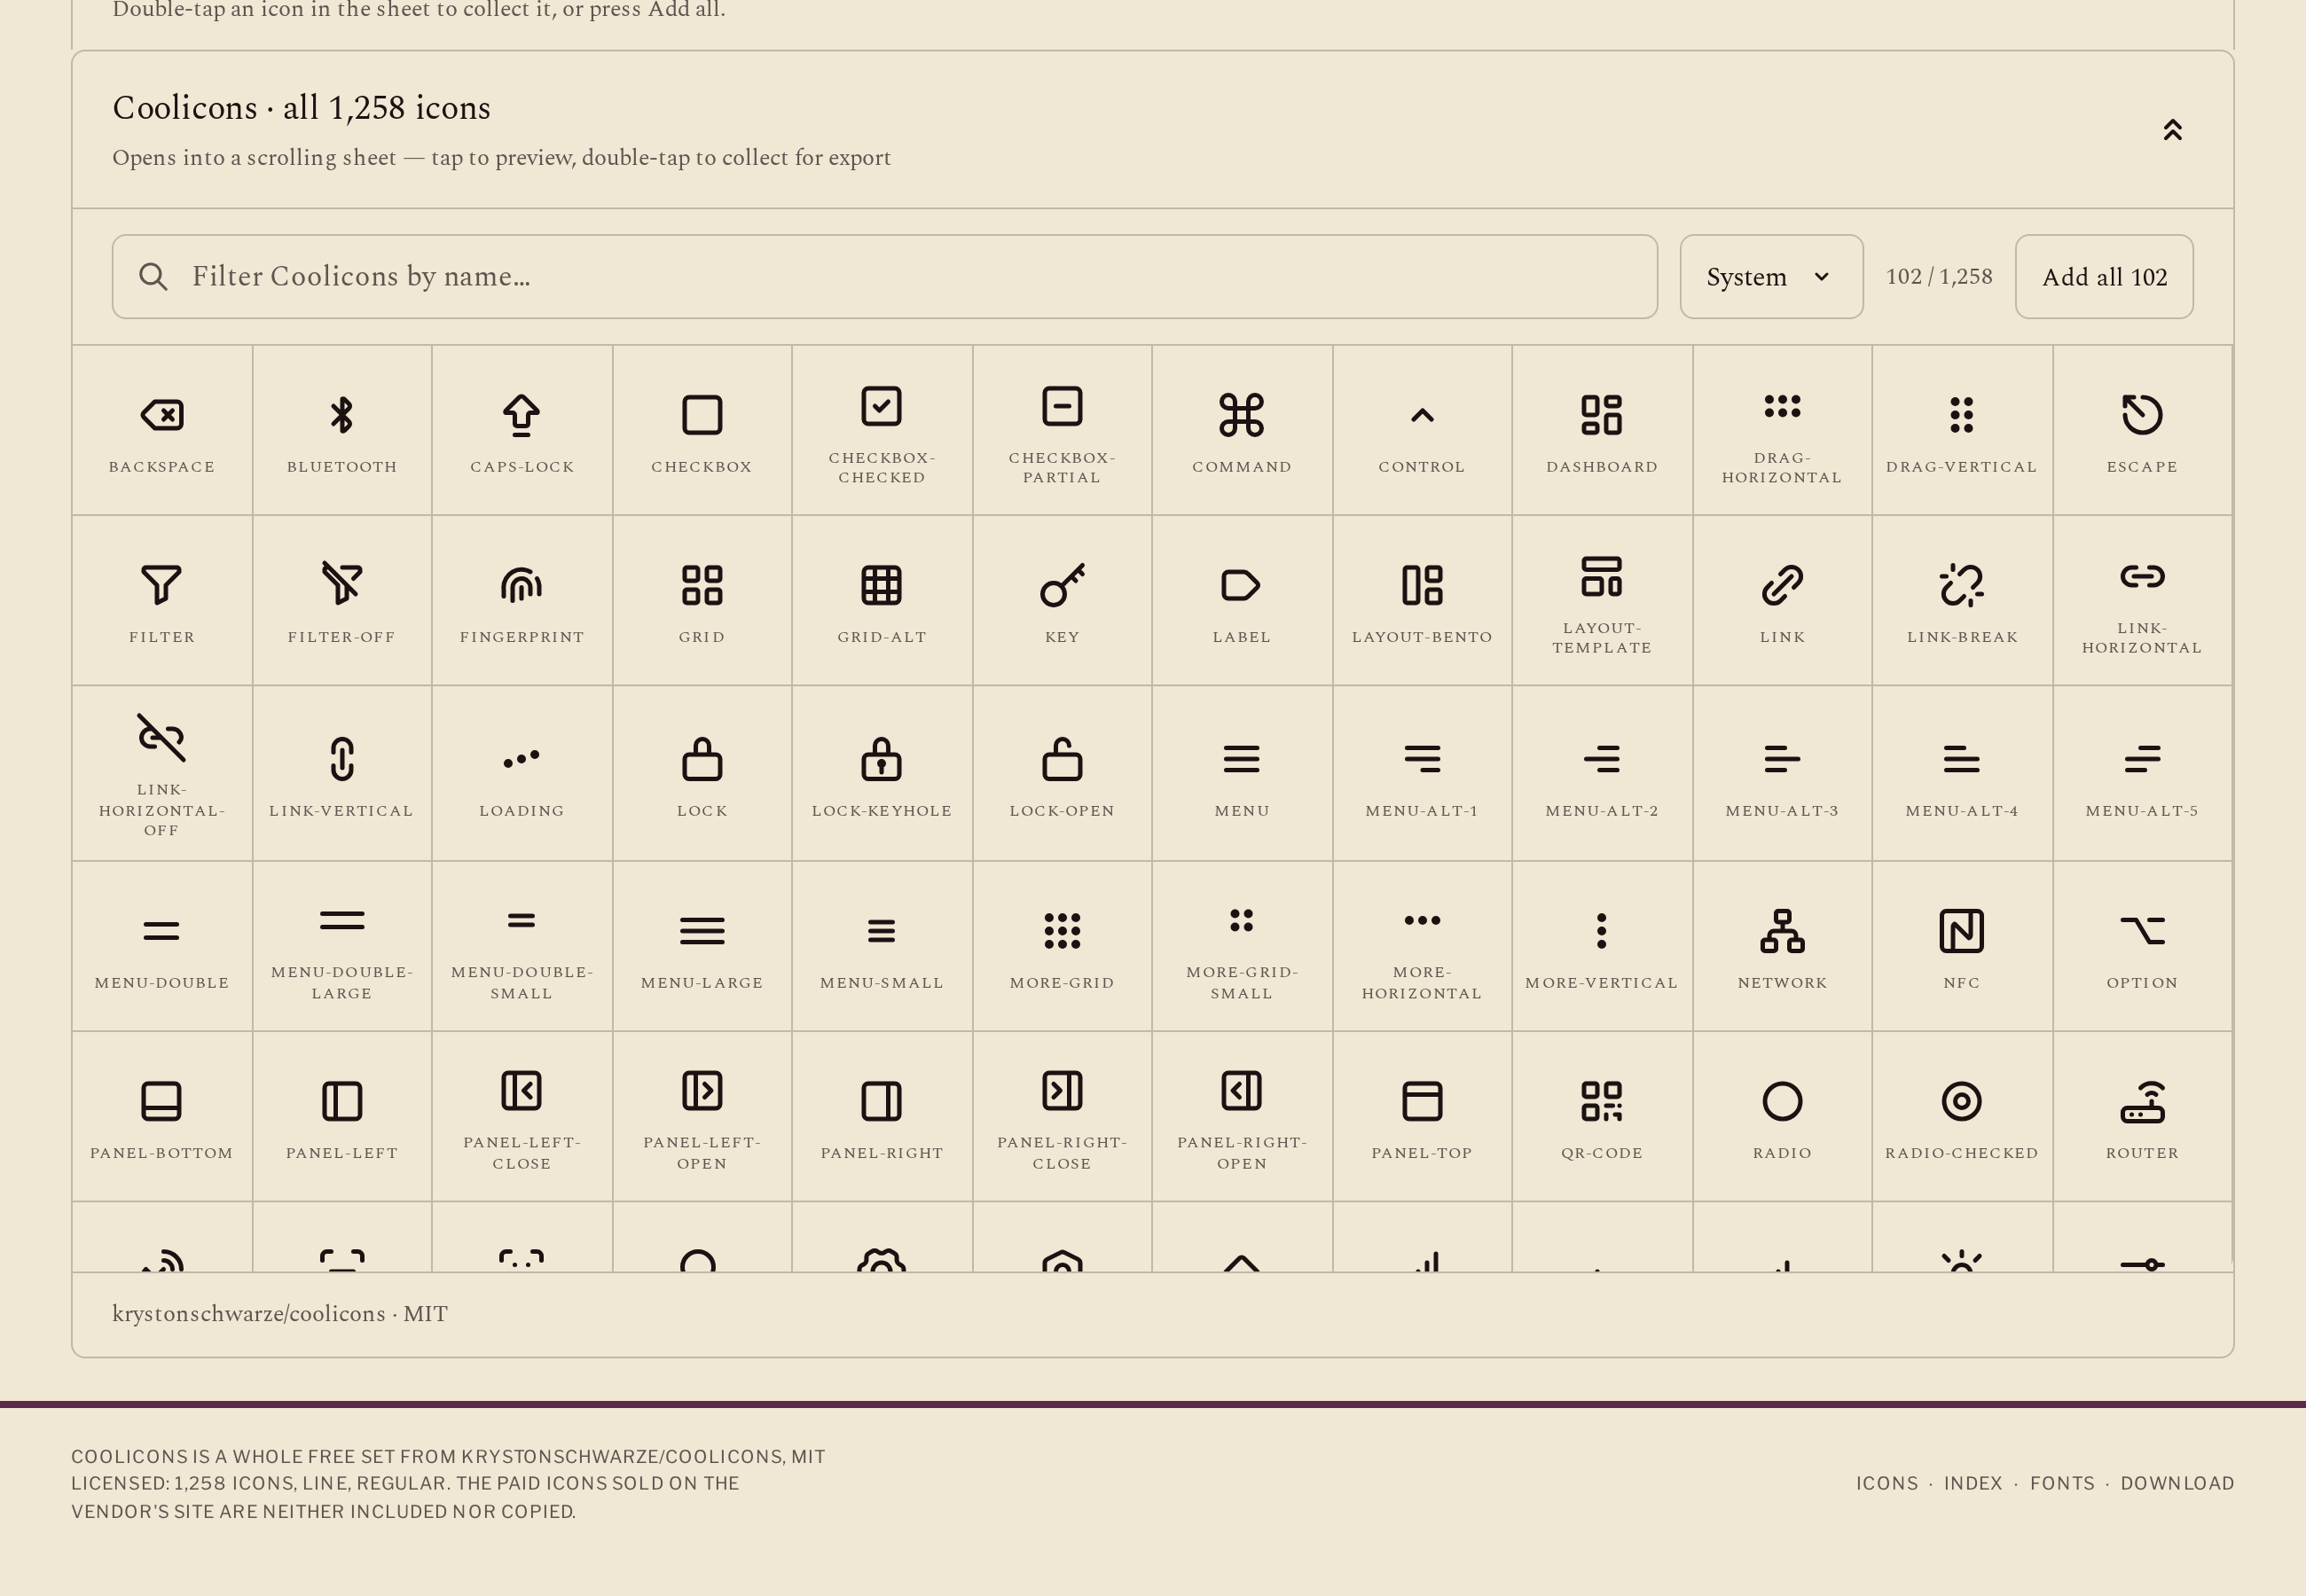 Double-tap an icon in the sheet to collect it, or press Add all.
Coolicons · all 1,258 icons
Opens into a scrolling sheet — tap to preview, double-tap to collect for export
Filter Coolicons by name...
System
102 / 1,258
Add all 102
BACKSPACE
BLUETOOTH
CAPS-LOCK
CHECKBOX
CHECKBOX-
CHECKED
CHECKBOX-
PARTIAL
COMMAND
CONTROL
DASHBOARD
DRAG-
HORIZONTAL
DRAG-VERTICAL
ESCAPE
FILTER
FILTER-OFF
FINGERPRINT
GRID
GRID-ALT
KEY
LABEL
LAYOUT-BENTO
LAYOUT-
TEMPLATE
LINK
LINK-BREAK
LINK-
HORIZONTAL
LINK-
HORIZONTAL-
OFF
LINK-VERTICAL
LOADING
LOCK
LOCK-KEYHOLE
LOCK-OPEN
MENU
MENU-ALT-1
MENU-ALT-2
MENU-ALT-3
MENU-ALT-4
MENU-ALT-5
MENU-DOUBLE
MENU-DOUBLE-
LARGE
MENU-DOUBLE-
SMALL
MENU-LARGE
MENU-SMALL
MORE-GRID
MORE-GRID-
SMALL
MORE-
HORIZONTAL
MORE-VERTICAL
NETWORK
NFC
OPTION
PANEL-BOTTOM
PANEL-LEFT
PANEL-LEFT-
CLOSE
PANEL-LEFT-
OPEN
PANEL-RIGHT
PANEL-RIGHT-
CLOSE
PANEL-RIGHT-
OPEN
PANEL-TOP
QR-CODE
RADIO
RADIO-CHECKED
ROUTER
krystonschwarze/coolicons · MIT
COOLICONS IS A WHOLE FREE SET FROM KRYSTONSCHWARZE/COOLICONS, MIT
LICENSED: 1,258 ICONS, LINE, REGULAR. THE PAID ICONS SOLD ON THE
VENDOR'S SITE ARE NEITHER INCLUDED NOR COPIED.
ICONS · INDEX · FONTS · DOWNLOAD